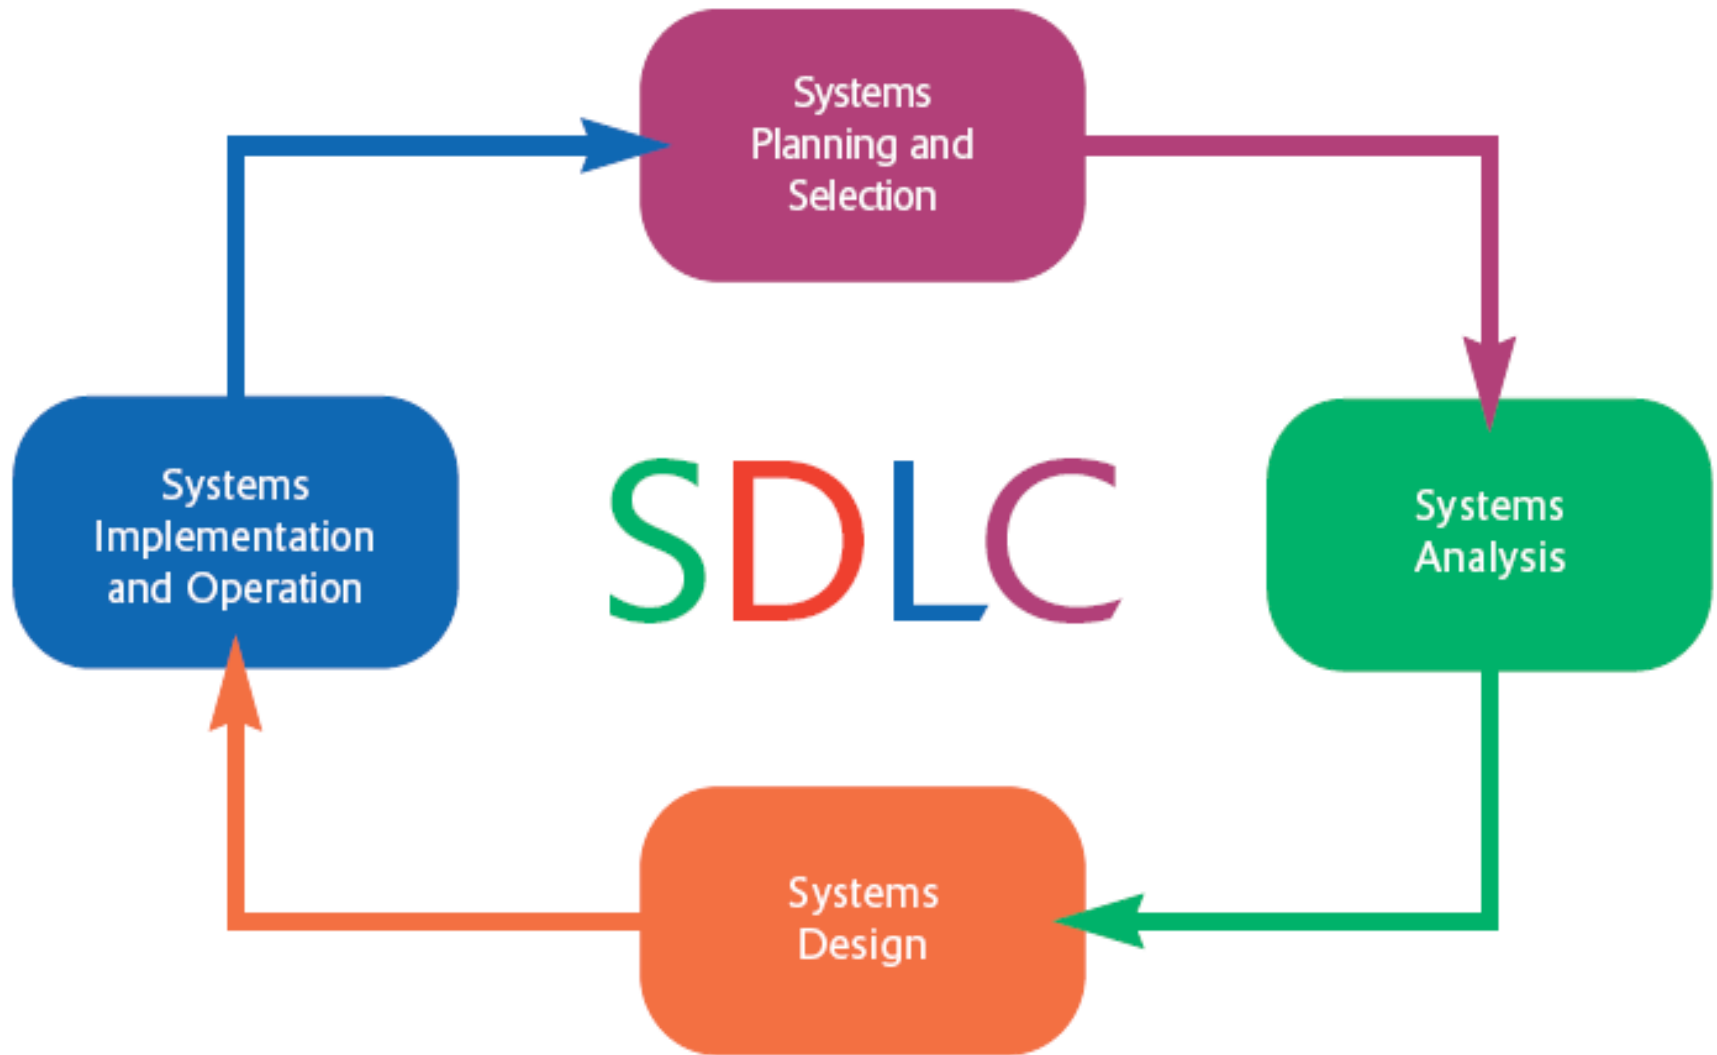 Systems
Planning and
Selection
Systems
Implementation
and Operation
SDLC
Systems
Analysis
Systems
Design